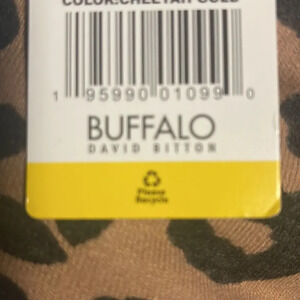 COLOR:CHEETAH GOLD
1 95990 01099 0
BUFFALO
DAVID BITTON
Please
Recycle